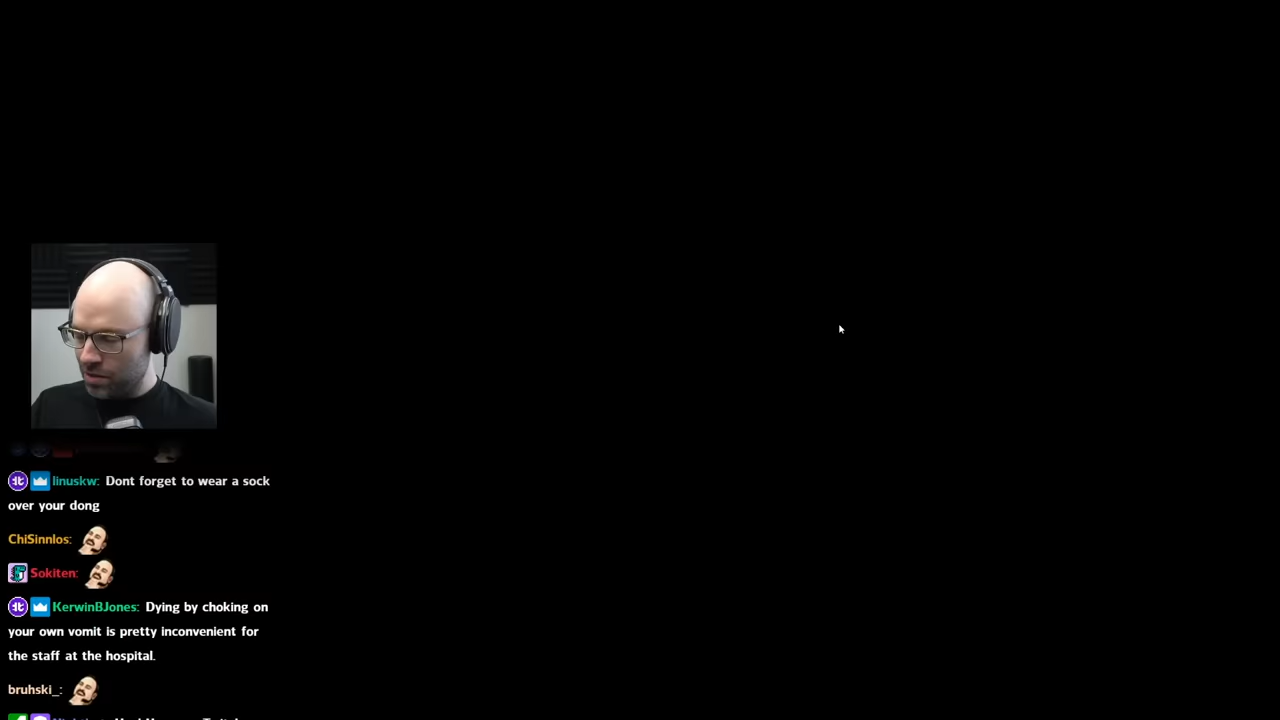 linuskw: Dont forget to wear a sock
over your dong
ChiSinnlos:
Sokiten:
KerwinBJones: Dying by choking on
your own vomit is pretty inconvenient for
the staff at the hospital.
bruhski_: